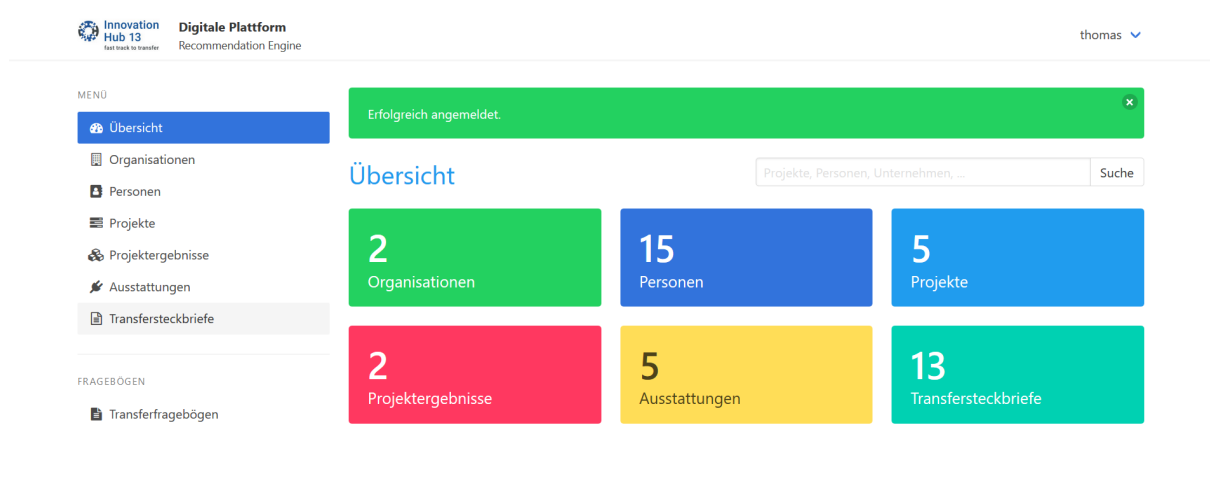 Innovation
Hub 13
fast track to transfer
Digitale Plattform
Recommendation Engine
thomas
MENÜ
Übersicht
Organisationen
Personen
Projekte
Projektergebnisse
Ausstattungen
Transfersteckbriefe
FRAGEBÖGEN
Transferfragebögen
Erfolgreich angemeldet.
Übersicht
Projekte, Personen, Unternehmen, ...
Suche
2
Organisationen
15
Personen
5
Projekte
2
Projektergebnisse
5
Ausstattungen
13
Transfersteckbriefe